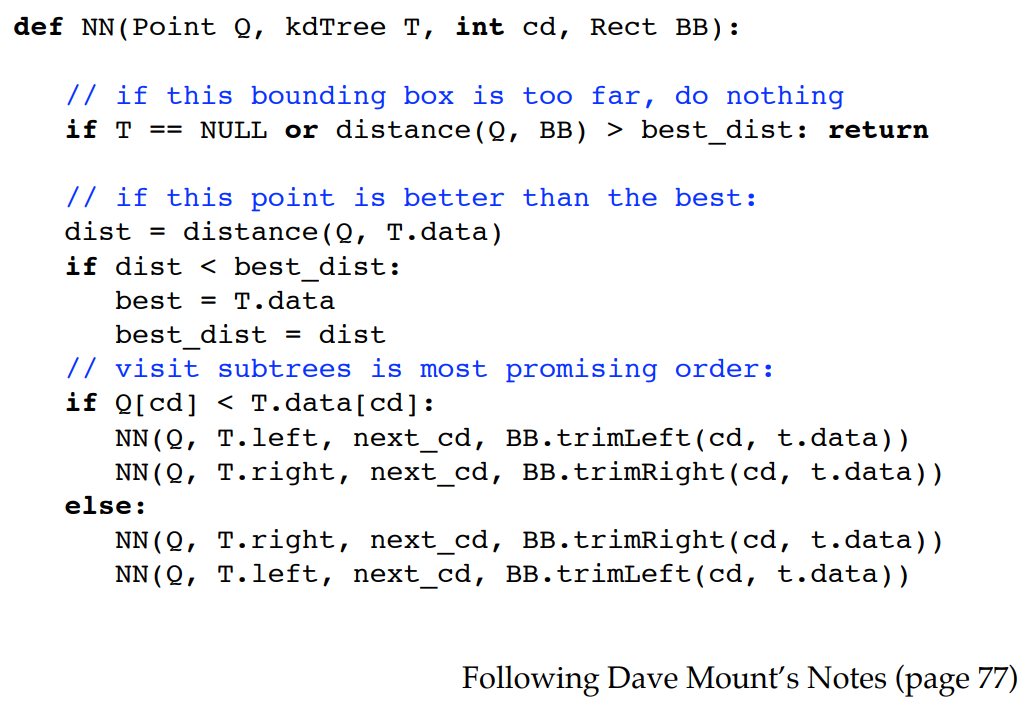 def NN(Point Q, kdTree T, int cd, Rect BB):
// if this bounding box is too far, do nothing
if T == NULL or distance(Q, BB) > best_dist: return
// if this point is better than the best:
dist = distance(Q, T.data)
if dist < best_dist:
best = T.data
best_dist = dist
// visit subtrees is most promising order:
if Q[cd] < T.data[cd]:
NN(Q, T.left, next_cd, BB.trimLeft(cd, t.data))
NN(Q, T.right, next_cd, BB.trimRight(cd, t.data))
else:
NN(Q, T.right, next_cd, BB.trimRight(cd, t.data))
NN(Q, T.left, next_cd, BB.trimLeft(cd, t.data))
Following Dave Mount's Notes (page 77)